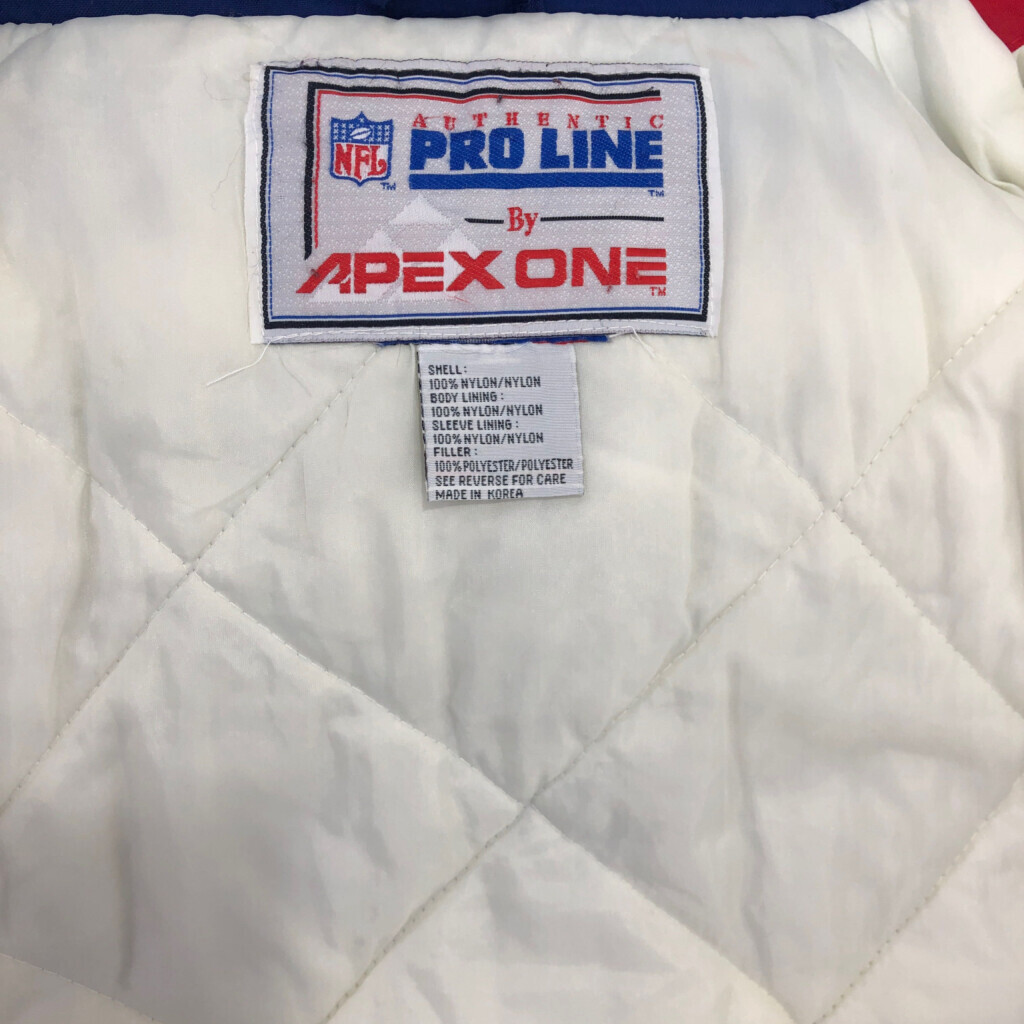 NFL
TM
AUTHENTIC
PRO LINE
TM
By
APEX ONE
TM
SHELL:
100% NYLON/NYLON
BODY LINING:
100% NYLON/NYLON
SLEEVE LINING:
100% NYLON/NYLON
FILLER:
100% POLYESTER/POLYESTER
SEE REVERSE FOR CARE
MADE IN KOREA